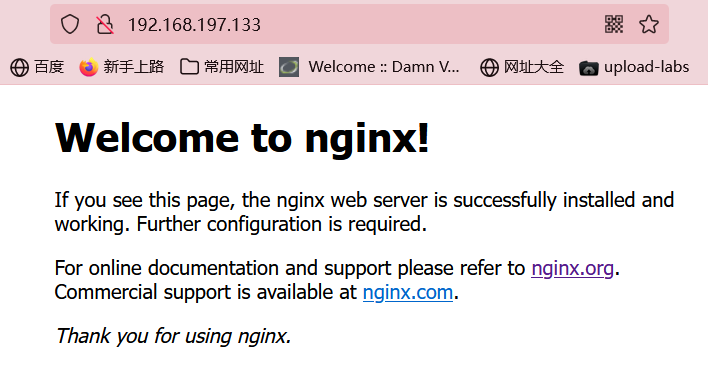 192.168.197.133
百度 新手上路 常用网址 Welcome :: Damn V... 网址大全 upload-labs
Welcome to nginx!
If you see this page, the nginx web server is successfully installed and
working. Further configuration is required.
For online documentation and support please refer to nginx.org.
Commercial support is available at nginx.com.
Thank you for using nginx.